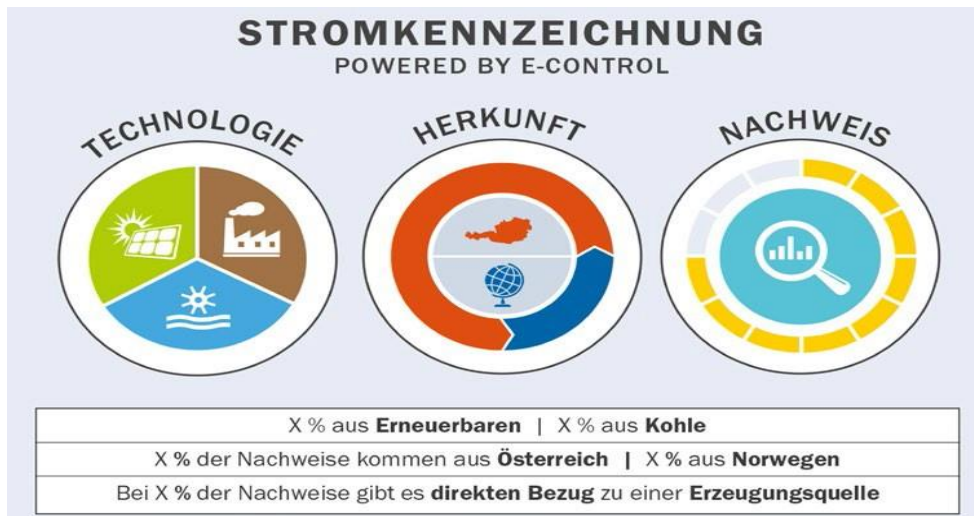 STROMKENNZEICHNUNG
POWERED BY E-CONTROL
TECHNOLOGIE
HERKUNFT
NACHWEIS
X % aus Erneuerbaren | X % aus Kohle
X % der Nachweise kommen aus Österreich | X % aus Norwegen
Bei X % der Nachweise gibt es direkten Bezug zu einer Erzeugungsquelle